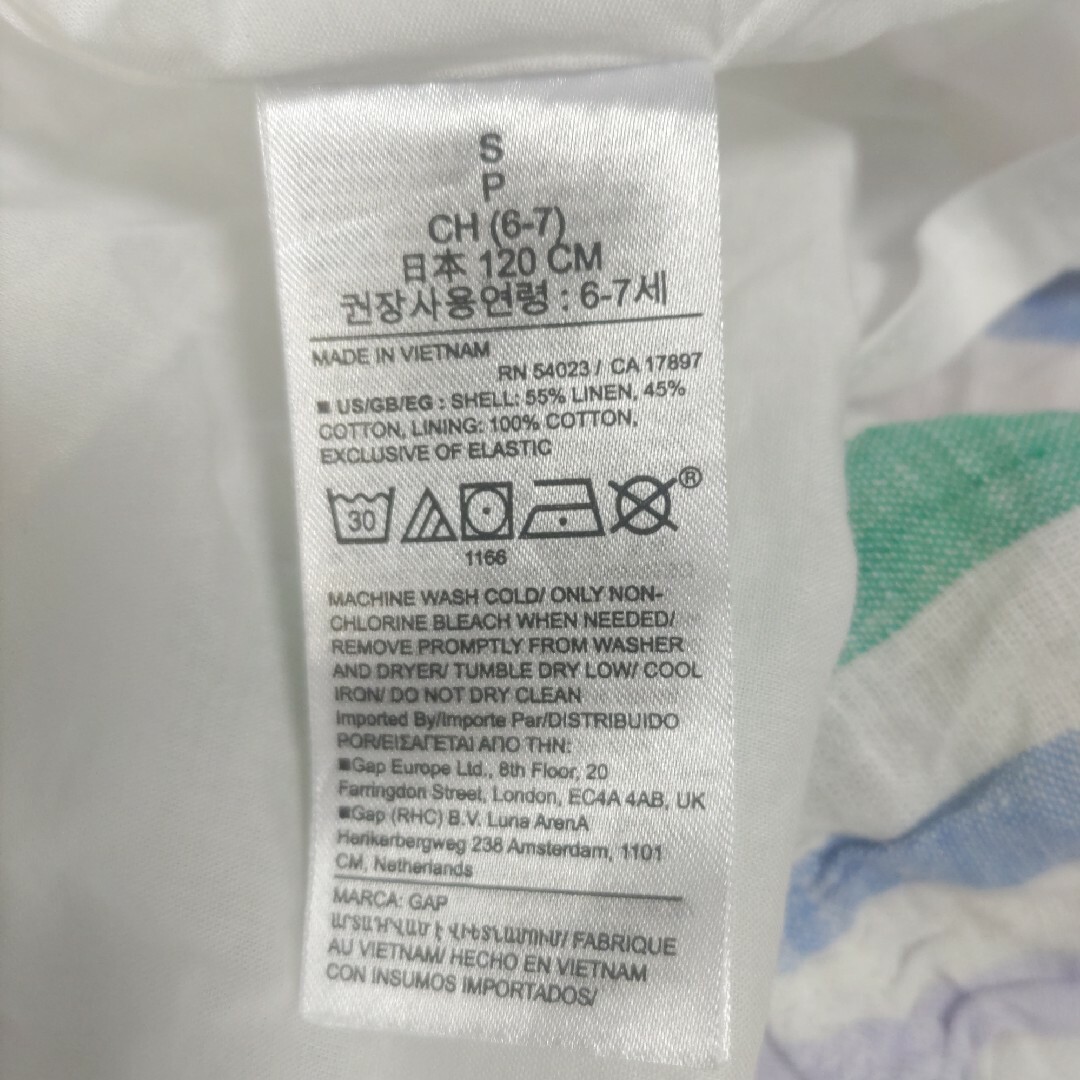 S
P
CH (6-7)
日本 120 CM
권장사용연령 : 6-7세
MADE IN VIETNAM
RN 54023 / CA 17897
■ US/GB/EG : SHELL: 55% LINEN, 45%
COTTON, LINING: 100% COTTON,
EXCLUSIVE OF ELASTIC
30
®
1166
MACHINE WASH COLD/ ONLY NON-
CHLORINE BLEACH WHEN NEEDED/
REMOVE PROMPTLY FROM WASHER
AND DRYER/ TUMBLE DRY LOW/ COOL
IRON/ DO NOT DRY CLEAN
Imported By/Importe Par/DISTRIBUIDO
POR/ΕΙΣΑΓΕΤΑΙ ΑΠΟ ΤΗΝ:
■Gap Europe Ltd., 8th Floor, 20
Farringdon Street, London, EC4A 4AB, UK
■Gap (RHC) B.V. Luna ArenA
Herikerbergweg 238 Amsterdam, 1101
CM, Netherlands
MARCA: GAP
ԱՐՏԱԴՐՎԱԾ Է ՎԻԵՏՆԱՄՈՒՄ/ FABRIQUE
AU VIETNAM/ HECHO EN VIETNAM
CON INSUMOS IMPORTADOS/